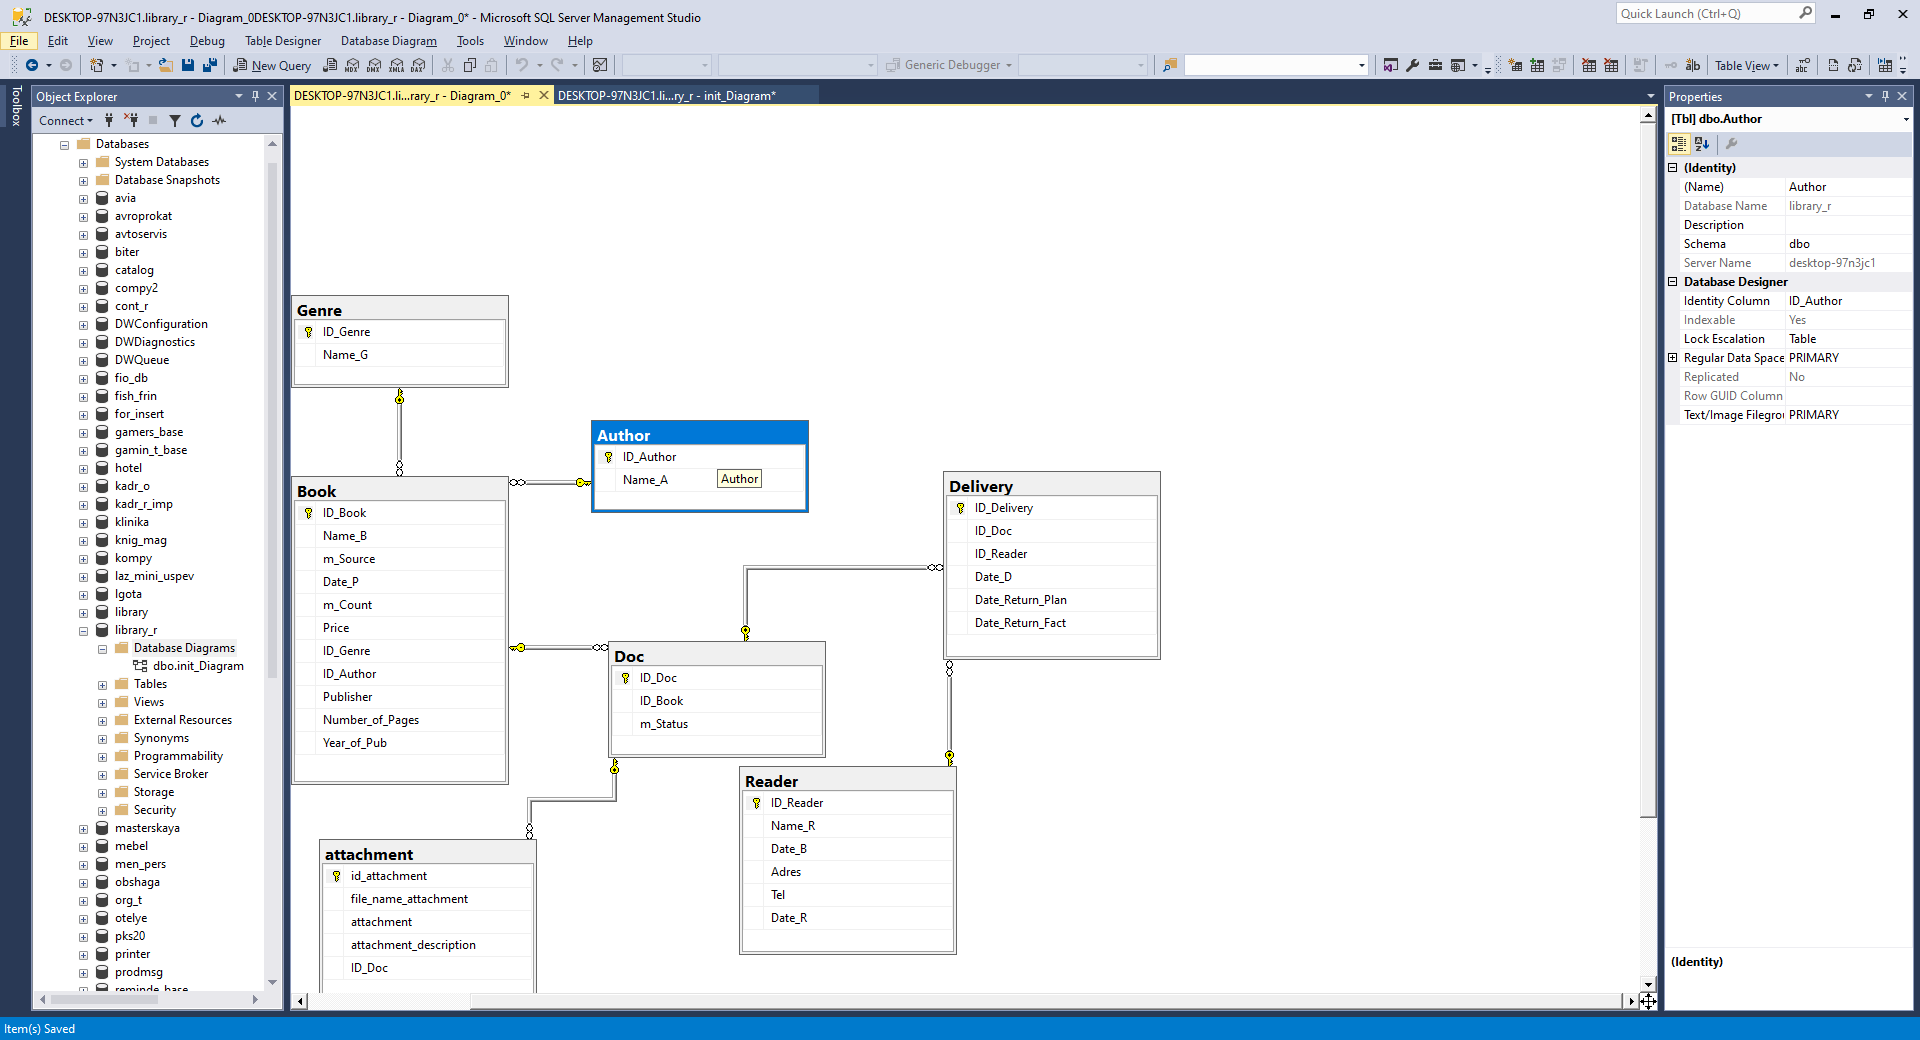 DESKTOP-97N3JC1.library_r - Diagram_0DESKTOP-97N3JC1.library_r - Diagram_0* - Microsoft SQL Server Management Studio
Quick Launch (Ctrl+Q)
File Edit View Project Debug Table Designer Database Diagram Tools Window Help
New Query
MDX DMX XMLA DAX
Generic Debugger
Table View
Toolbox
Object Explorer
Connect
Databases
System Databases
Database Snapshots
avia
avroprokat
avtoservis
biter
catalog
compy2
cont_r
DWConfiguration
DWDiagnostics
DWQueue
fio_db
fish_frin
for_insert
gamers_base
gamin_t_base
hotel
kadr_o
kadr_r_imp
klinika
knig_mag
kompy
laz_mini_uspev
lgota
library
library_r
Database Diagrams
dbo.init_Diagram
Tables
Views
External Resources
Synonyms
Programmability
Service Broker
Storage
Security
masterskaya
mebel
men_pers
obshaga
org_t
otelye
pks20
printer
prodmsg
reminde_base
DESKTOP-97N3JC1.li...rary_r - Diagram_0*
DESKTOP-97N3JC1.li...ry_r - init_Diagram*
Genre
ID_Genre
Name_G
Author
ID_Author
Name_A
Author
Book
ID_Book
Name_B
m_Source
Date_P
m_Count
Price
ID_Genre
ID_Author
Publisher
Number_of_Pages
Year_of_Pub
Delivery
ID_Delivery
ID_Doc
ID_Reader
Date_D
Date_Return_Plan
Date_Return_Fact
Doc
ID_Doc
ID_Book
m_Status
Reader
ID_Reader
Name_R
Date_B
Adres
Tel
Date_R
attachment
id_attachment
file_name_attachment
attachment
attachment_description
ID_Doc
Properties
[Tbl] dbo.Author
(Identity)
(Name) Author
Database Name library_r
Description
Schema dbo
Server Name desktop-97n3jc1
Database Designer
Identity Column ID_Author
Indexable Yes
Lock Escalation Table
Regular Data Space PRIMARY
Replicated No
Row GUID Column
Text/Image Filegrou PRIMARY
(Identity)
Item(s) Saved